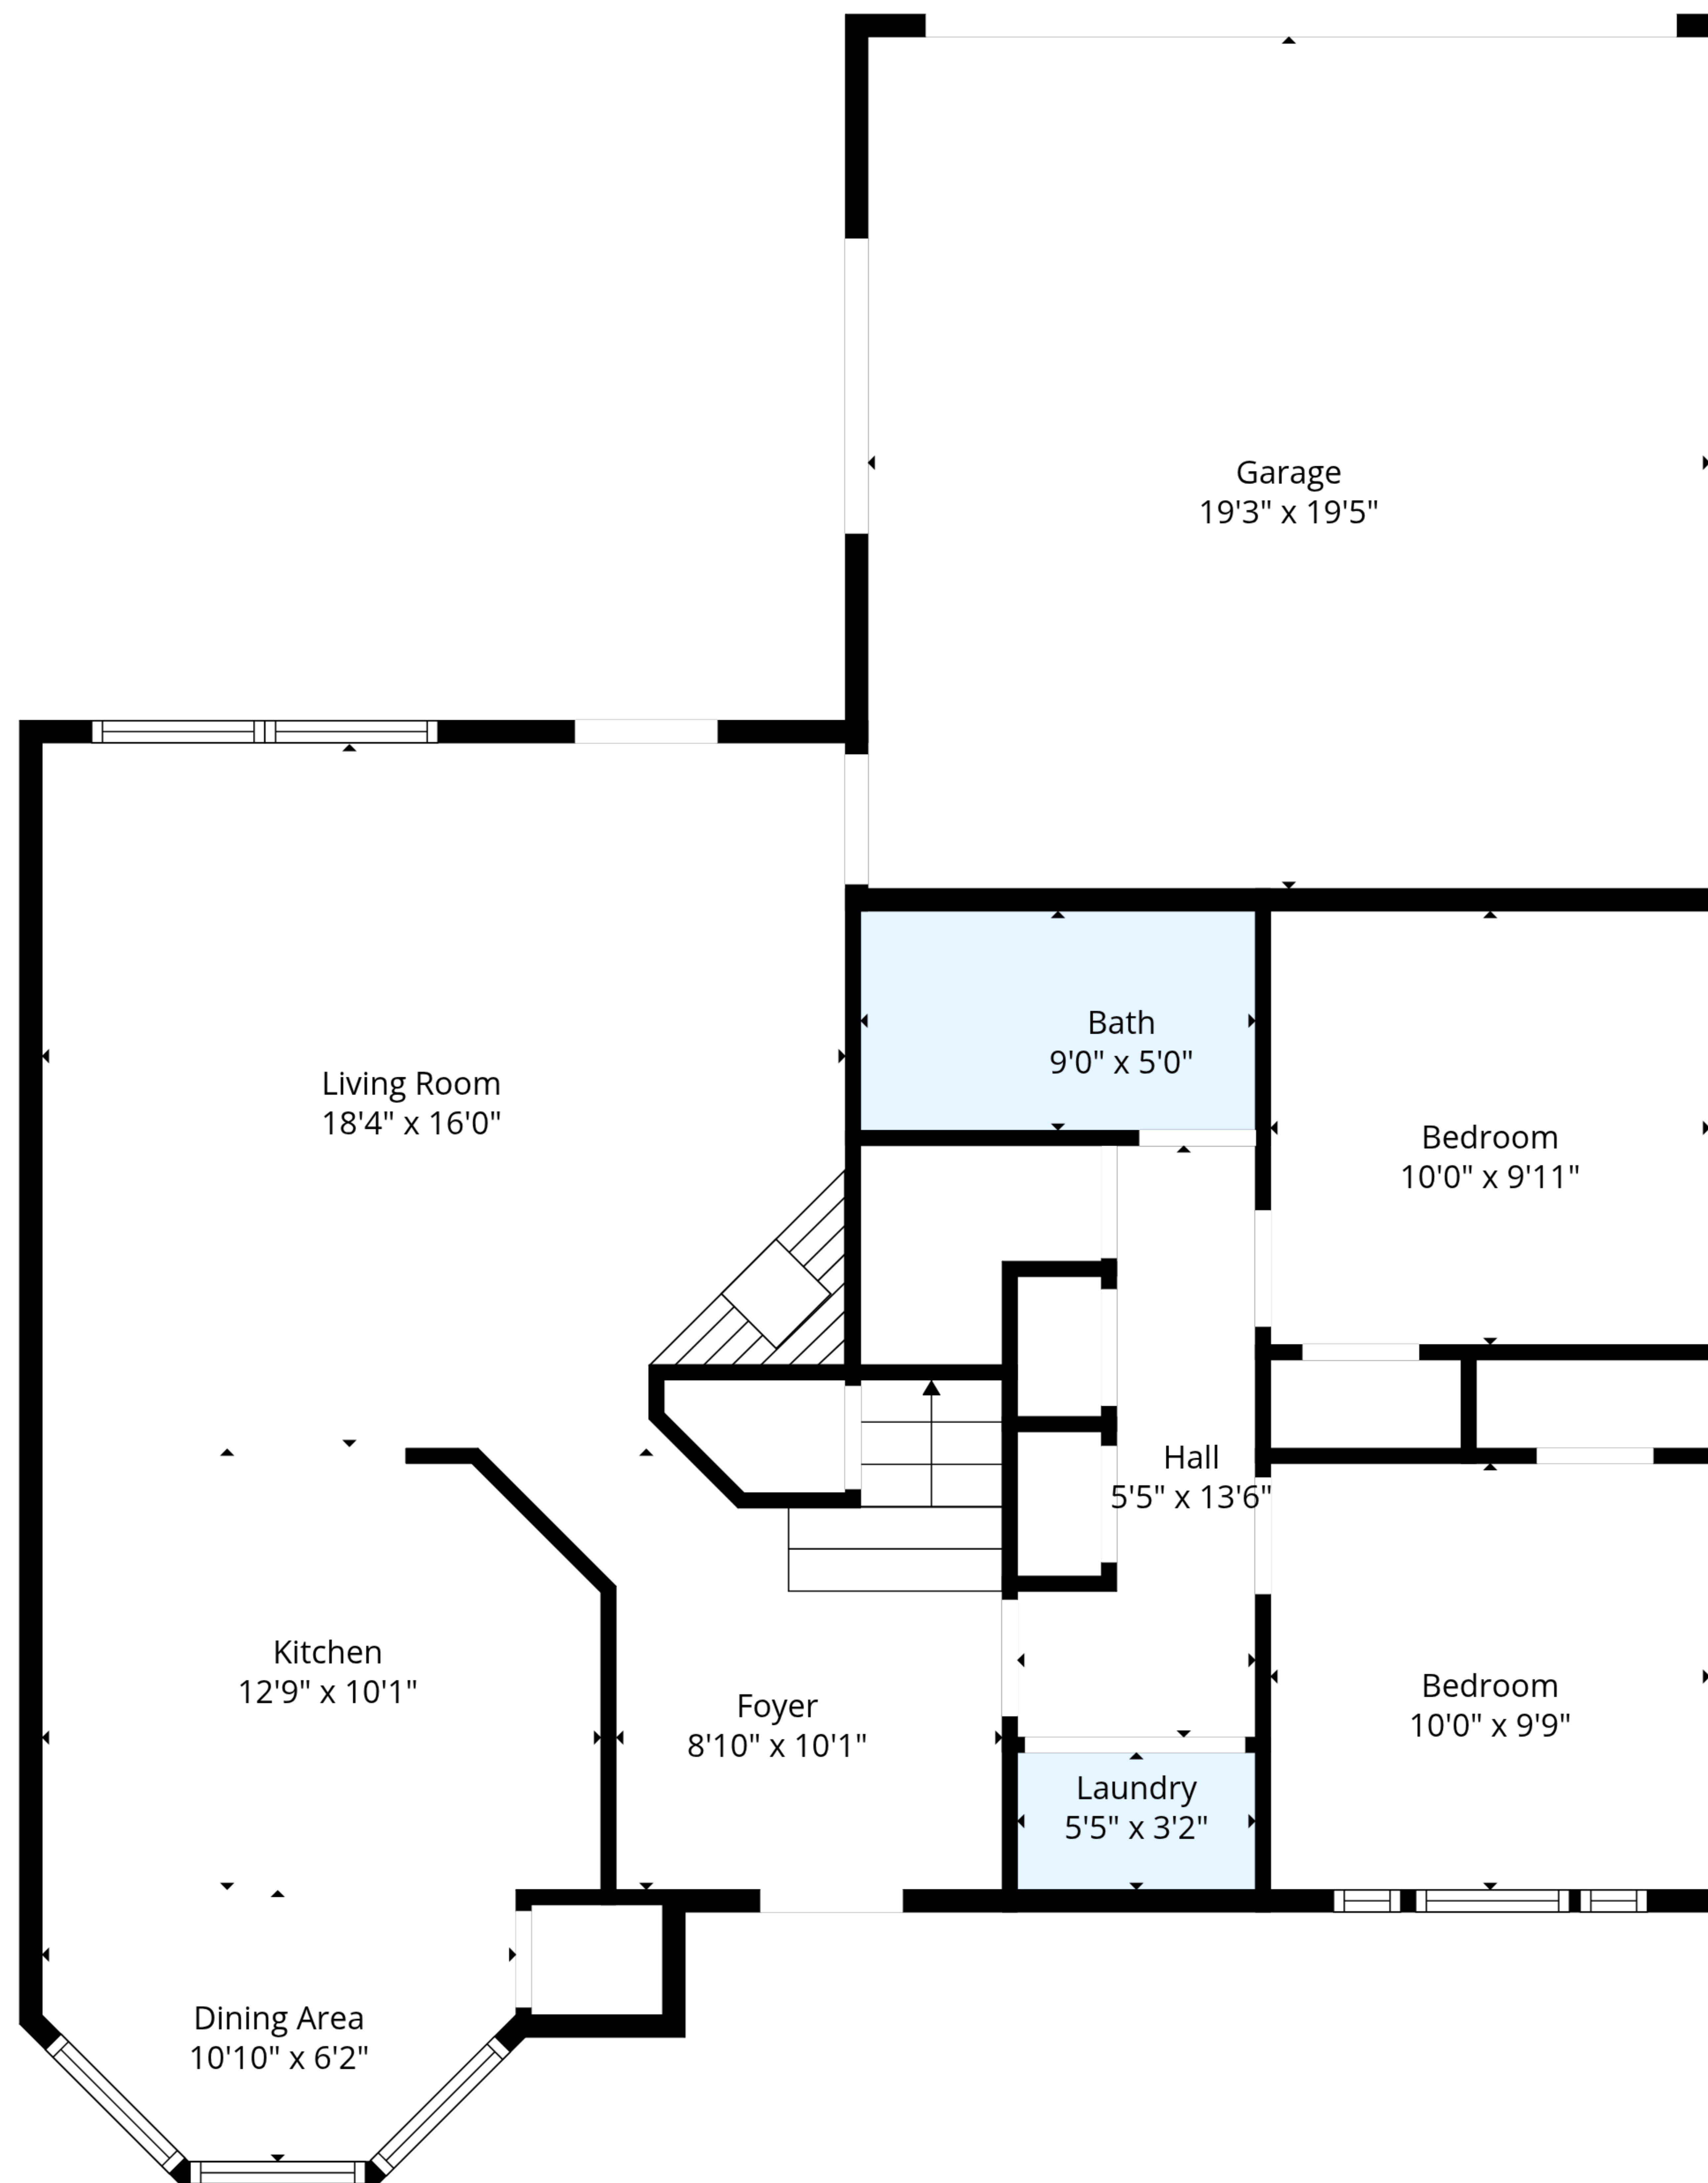 Garage
19'3" x 19'5"
Bath
9'0" x 5'0"
Living Room
18'4" x 16'0"
Bedroom
10'0" x 9'11"
Hall
5'5" x 13'6"
Kitchen
12'9" x 10'1"
Foyer
8'10" x 10'1"
Bedroom
10'0" x 9'9"
Laundry
5'5" x 3'2"
Dining Area
10'10" x 6'2"